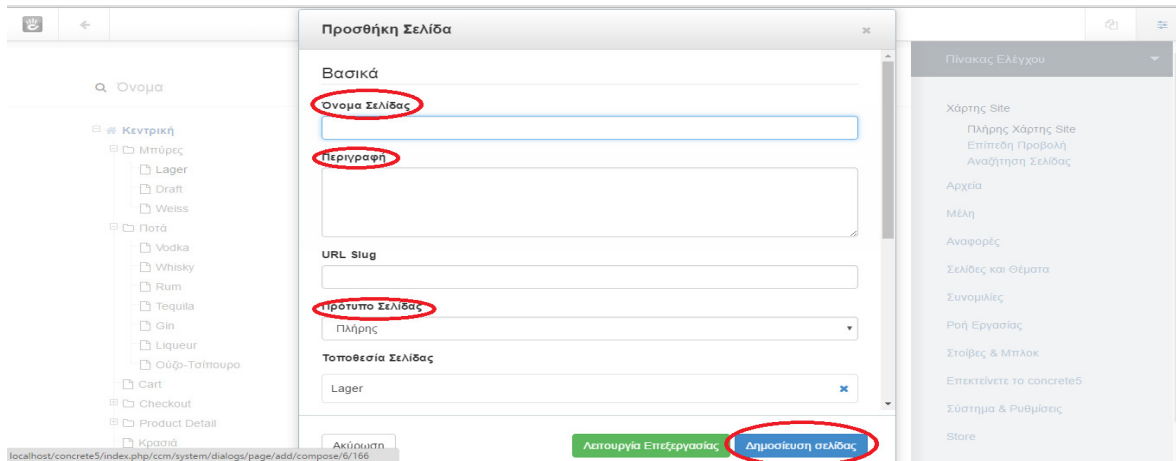 Προσθήκη Σελίδα
Βασικά
Όνομα Σελίδας
Περιγραφή
URL Slug
Πρότυπο Σελίδας
Πλήρης
Τοποθεσία Σελίδας
Lager
Ακύρωση
Λειτουργία Επεξεργασίας
Δημοσίευση σελίδας
Όνομα
Κεντρική
Μπύρες
Lager
Draft
Weiss
Ποτά
Vodka
Whisky
Rum
Tequila
Gin
Liqueur
Ούζο-Τσίπουρο
Cart
Checkout
Product Detail
Κρασιά
localhost/concrete5/index.php/ccm/system/dialogs/page/add/compose/6/166
Πίνακας Ελέγχου
Χάρτης Site
Πλήρης Χάρτης Site
Επίπεδη Προβολή
Αναζήτηση Σελίδας
Αρχεία
Μέλη
Αναφορές
Σελίδες και Θέματα
Συνομιλίες
Ροή Εργασίας
Στοίβες & Μπλοκ
Επεκτείνετε το concrete5
Σύστημα & Ρυθμίσεις
Store